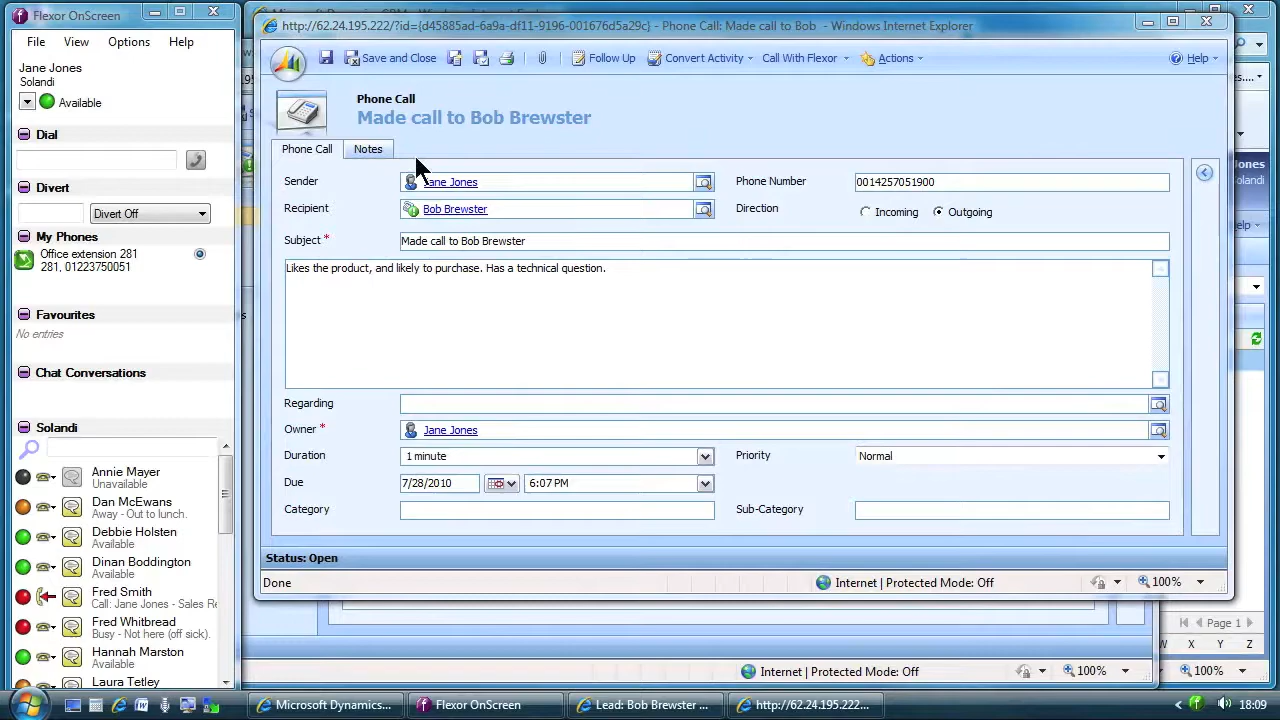 Flexor OnScreen
File View Options Help
Jane Jones
Solandi
Available
Dial
Divert
Divert Off
My Phones
Office extension 281
281, 01223750051
Favourites
No entries
Chat Conversations
Solandi
Annie Mayer
Unavailable
Dan McEwans
Away - Out to lunch.
Debbie Holsten
Available
Dinan Boddington
Available
Fred Smith
Call: Jane Jones - Sales Re
Fred Whitbread
Busy - Not here (off sick).
Hannah Marston
Available
Laura Tetley
http://62.24.195.222/?id={d45885ad-6a9a-df11-9196-001676d5a29c} - Phone Call: Made call to Bob - Windows Internet Explorer
Save and Close Follow Up Convert Activity Call With Flexor Actions Help
Phone Call
Made call to Bob Brewster
Phone Call Notes
Sender Jane Jones Phone Number 0014257051900
Recipient Bob Brewster Direction Incoming Outgoing
Subject * Made call to Bob Brewster
Likes the product, and likely to purchase. Has a technical question.
Regarding
Owner * Jane Jones
Duration 1 minute Priority Normal
Due 7/28/2010 6:07 PM
Category Sub-Category
Status: Open
Done Internet | Protected Mode: Off 100%
Jones
Solandi
Page 1
W X Y Z
Internet | Protected Mode: Off 100% 100%
Microsoft Dynamics... Flexor OnScreen Lead: Bob Brewster ... http://62.24.195.222... 18:09